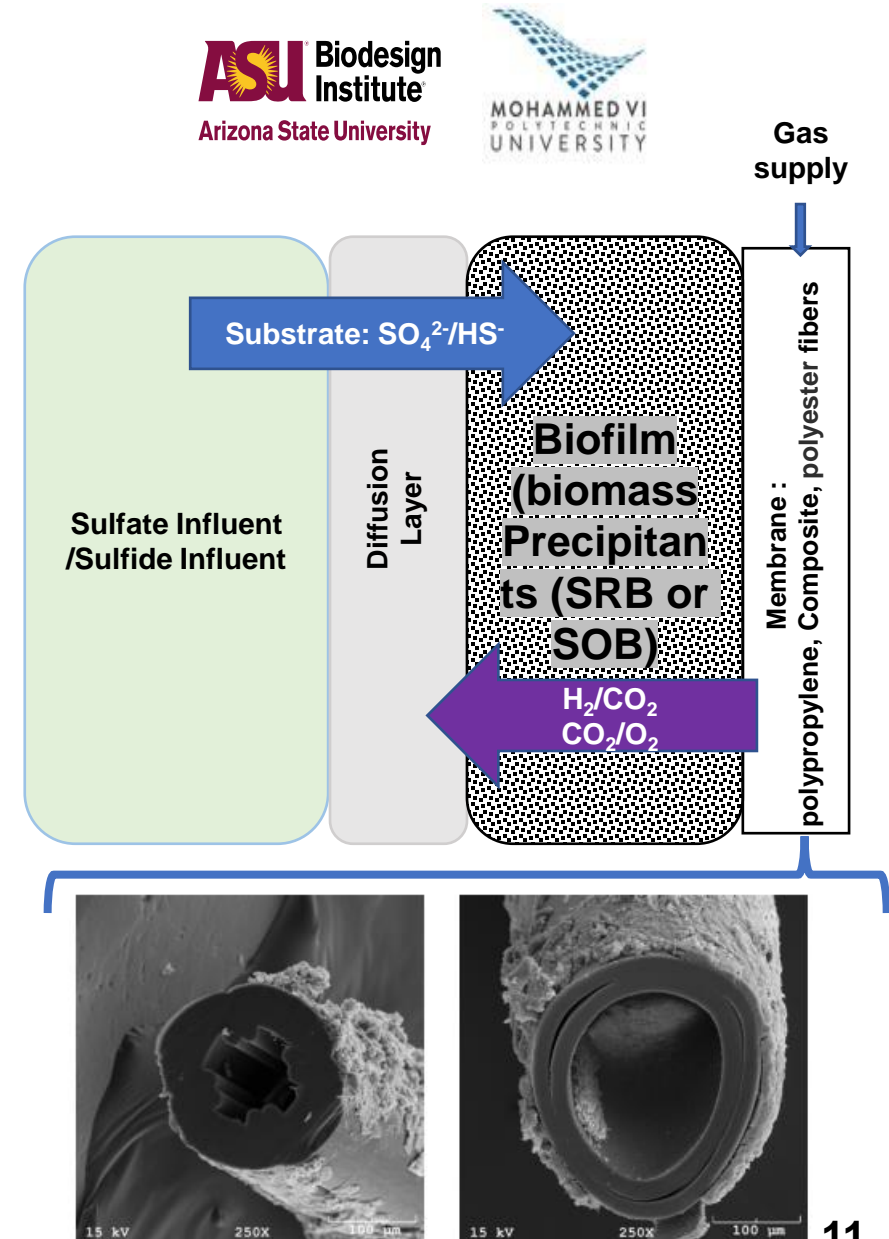 ASU Biodesign
Institute
Arizona State University
MOHAMMED VI
POLYTECHNIC
UNIVERSITY
Gas
supply
Substrate: SO₄²⁻/HS⁻
Sulfate Influent
/Sulfide Influent
Diffusion
Layer
Biofilm
(biomass
Precipitan
ts (SRB or
SOB)
H₂/CO₂
CO₂/O₂
Membrane :
polypropylene, Composite, polyester fibers
15 kV 250X 100 µm
15 kV 250X 100 µm
11